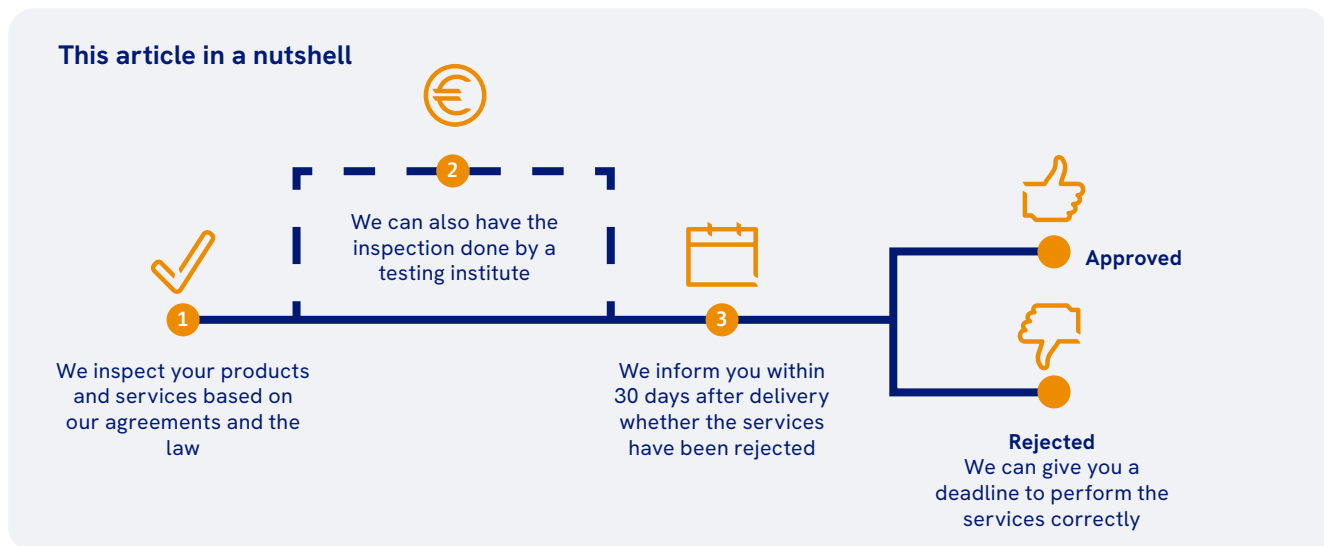 This article in a nutshell
2
We can also have the
inspection done by a
testing institute
Approved
1
3
We inspect your products
and services based on
our agreements and the
law
We inform you within
30 days after delivery
whether the services
have been rejected
Rejected
We can give you a
deadline to perform the
services correctly